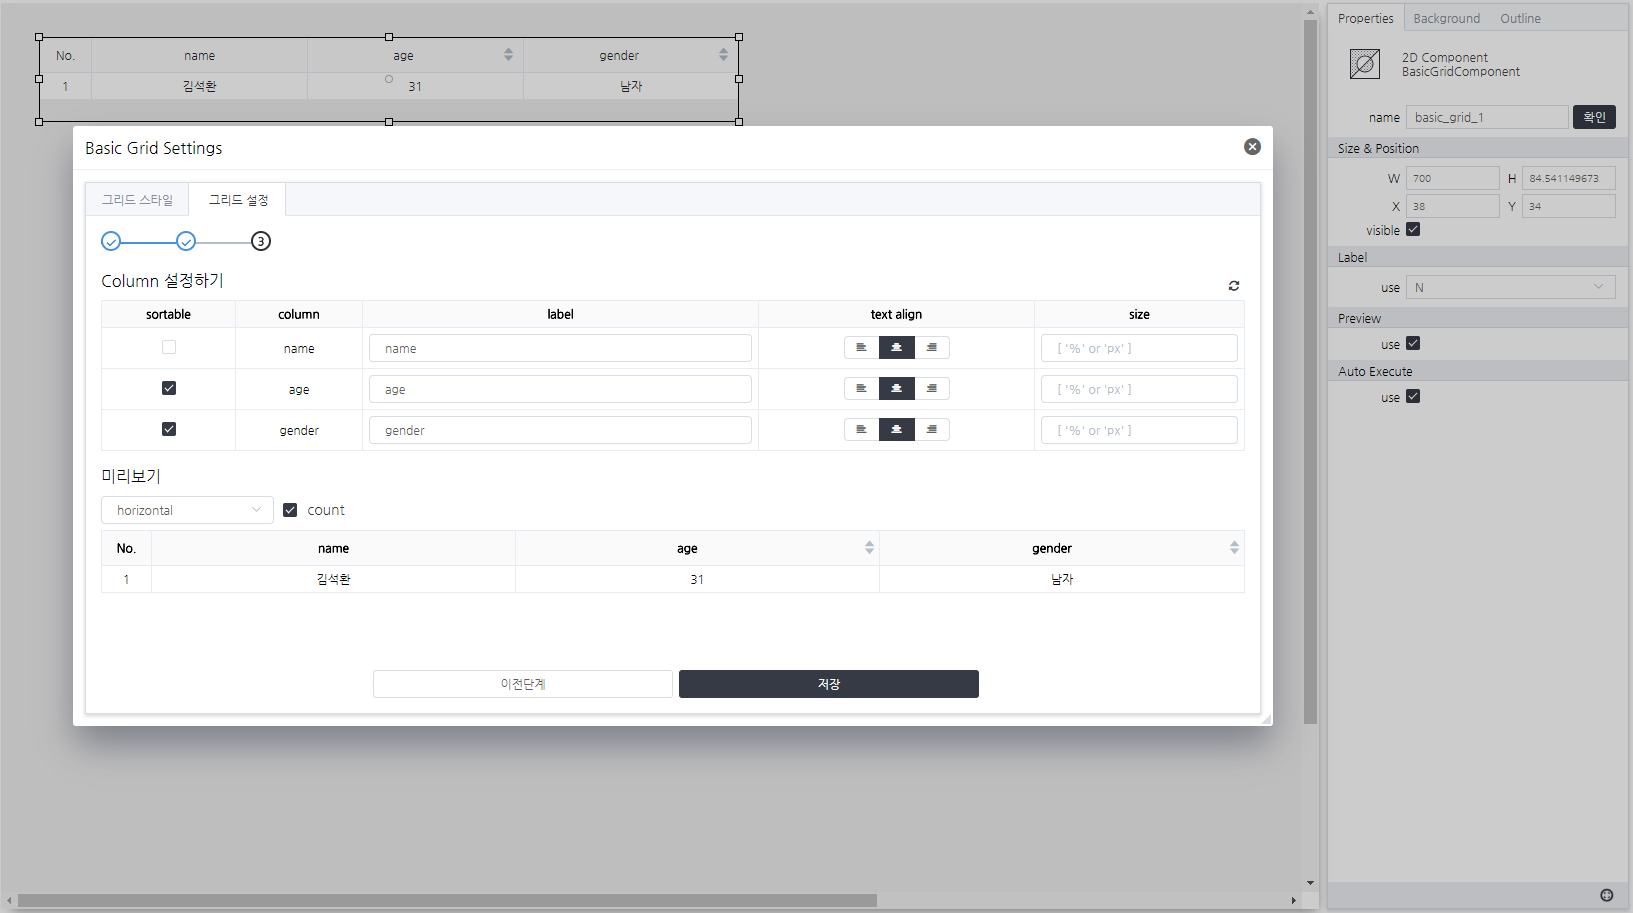 No. name age gender
1 김석환 31 남자
Basic Grid Settings
그리드 스타일 그리드 설정
3
Column 설정하기
sortable column label text align size
name name [ '%' or 'px' ]
age age [ '%' or 'px' ]
gender gender [ '%' or 'px' ]
미리보기
horizontal count
No. name age gender
1 김석환 31 남자
이전단계 저장
Properties Background Outline
2D Component
BasicGridComponent
name basic_grid_1 확인
Size & Position
W 700 H 84.541149673
X 38 Y 34
visible
Label
use N
Preview
use
Auto Execute
use